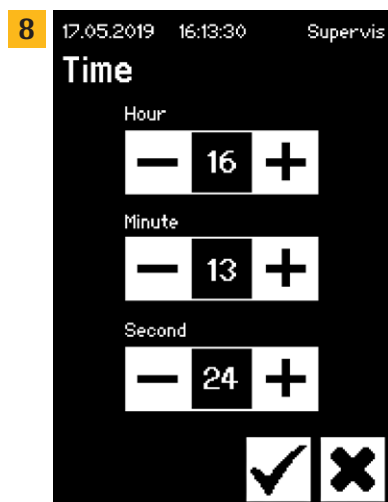 8
17.05.2019 16:13:30 Supervis
Time
Hour
− 16 +
Minute
− 13 +
Second
− 24 +